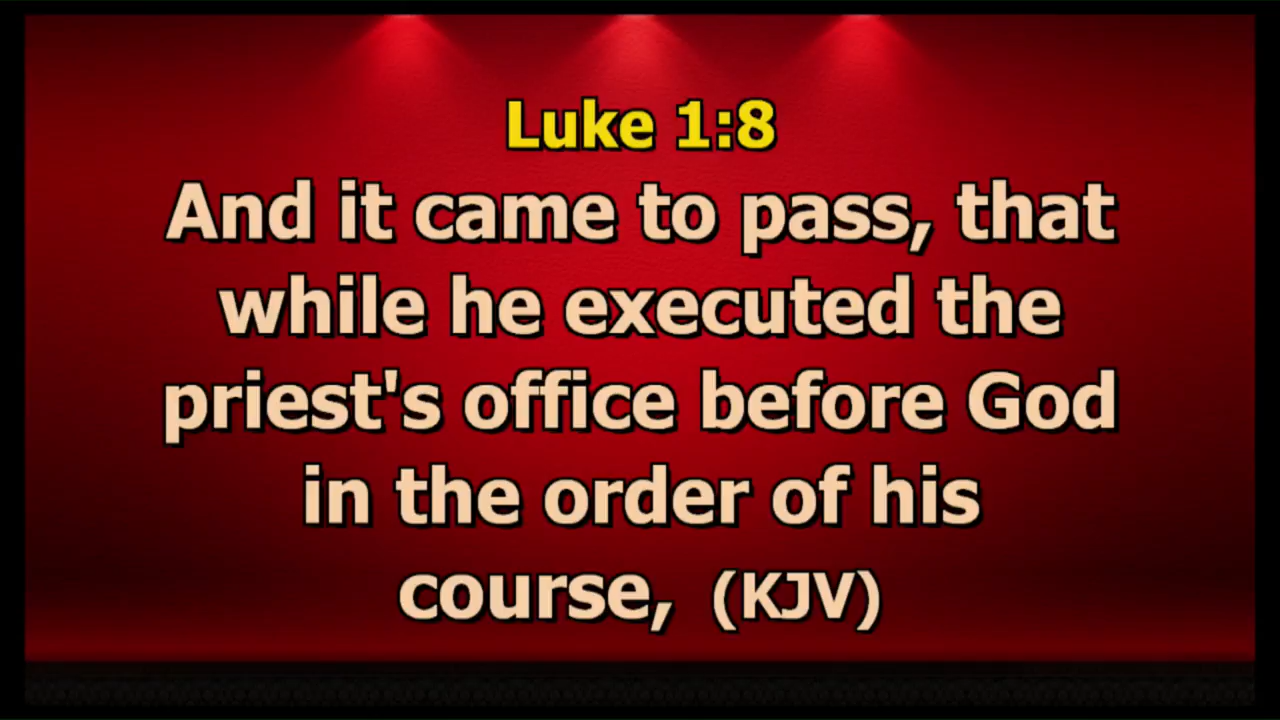 Luke 1:8
And it came to pass, that
while he executed the
priest's office before God
in the order of his
course, (KJV)